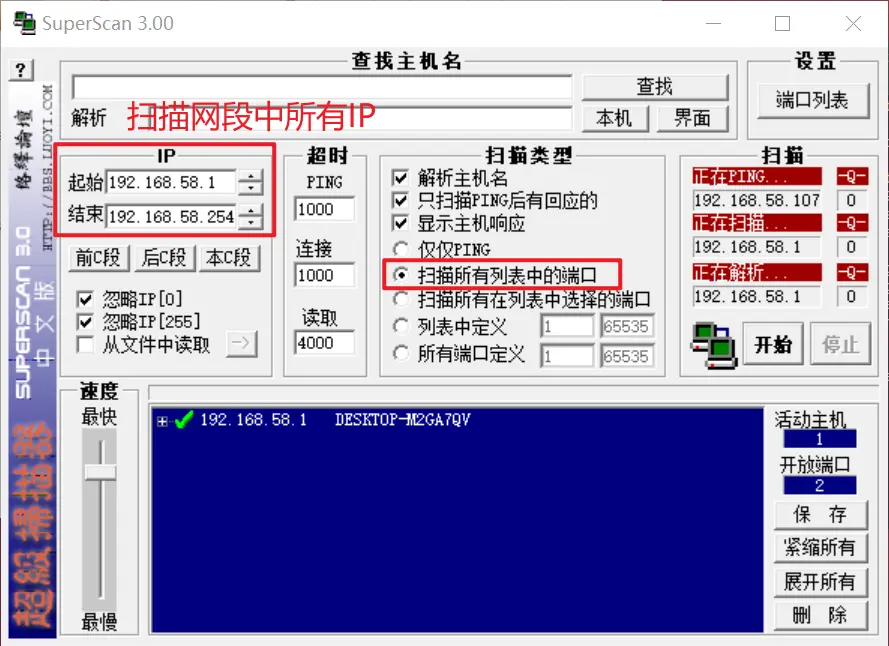 SuperScan 3.00
?
络绎論壇
HTTP://BBS.LUOYI.COM
SUPERSCAN 3.0
中文版
超級掃描器
查找主机名
查找
解析
本机
界面
设置
端口列表
扫描网段中所有IP
IP
起始 192.168.58.1
结束 192.168.58.254
前C段 后C段 本C段
忽略IP[0]
忽略IP[255]
从文件中读取 ->
超时
PING
1000
连接
1000
读取
4000
扫描类型
解析主机名
只扫描PING后有回应的
显示主机响应
仅仅PING
扫描所有列表中的端口
扫描所有在列表中选择的端口
列表中定义 1 65535
所有端口定义 1 65535
扫描
正在PING... -Q-
192.168.58.107 0
正在扫描... -Q-
192.168.58.1 0
正在解析... -Q-
192.168.58.1 0
开始 停止
速度
最快
最慢
192.168.58.1 DESKTOP-M2GA7QV
活动主机
1
开放端口
2
保 存
紧缩所有
展开所有
删 除